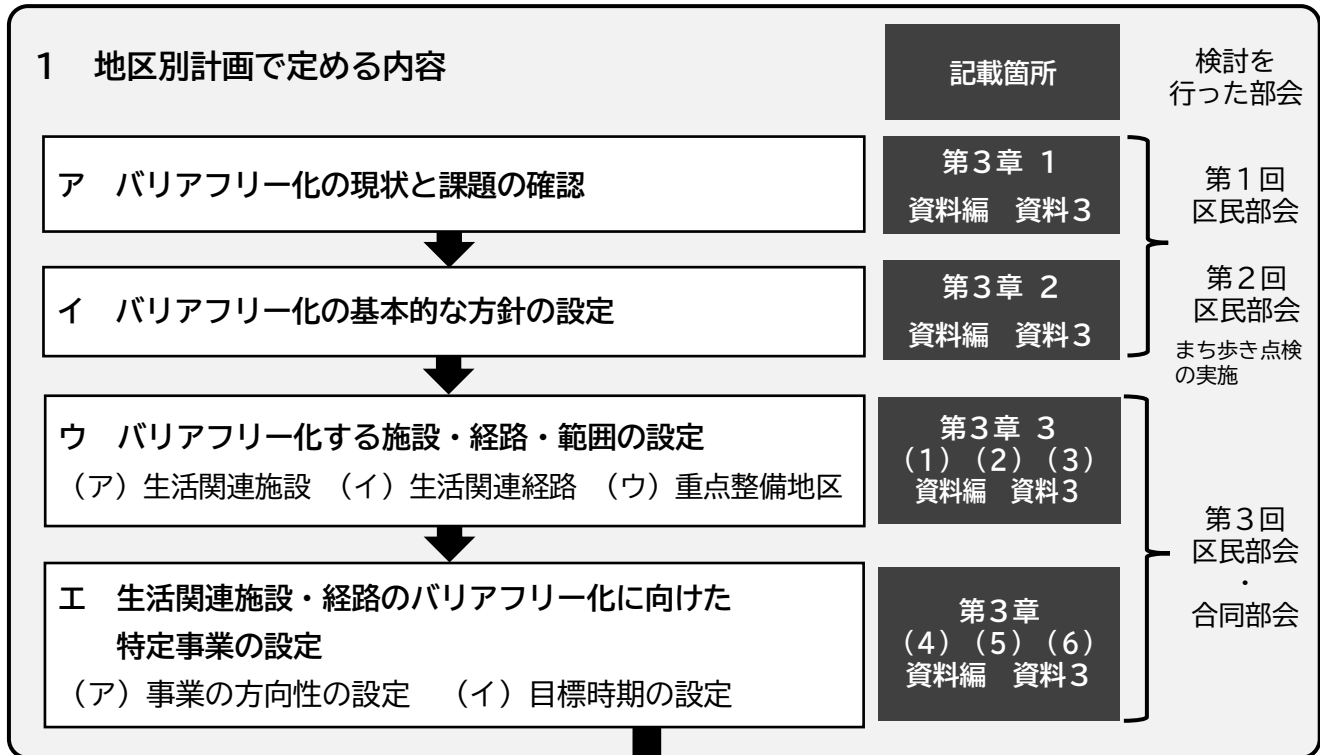 1 地区別計画で定める内容
記載箇所
検討を
行った部会
ア バリアフリー化の現状と課題の確認
第3章 1
資料編 資料3
第1回
区民部会
イ バリアフリー化の基本的な方針の設定
第3章 2
資料編 資料3
第2回
区民部会
まち歩き点検
の実施
ウ バリアフリー化する施設・経路・範囲の設定
(ア)生活関連施設 (イ)生活関連経路 (ウ)重点整備地区
第3章 3
(1)(2)(3)
資料編 資料3
第3回
区民部会
・
合同部会
エ 生活関連施設・経路のバリアフリー化に向けた
特定事業の設定
(ア)事業の方向性の設定 (イ)目標時期の設定
第3章
(4)(5)(6)
資料編 資料3